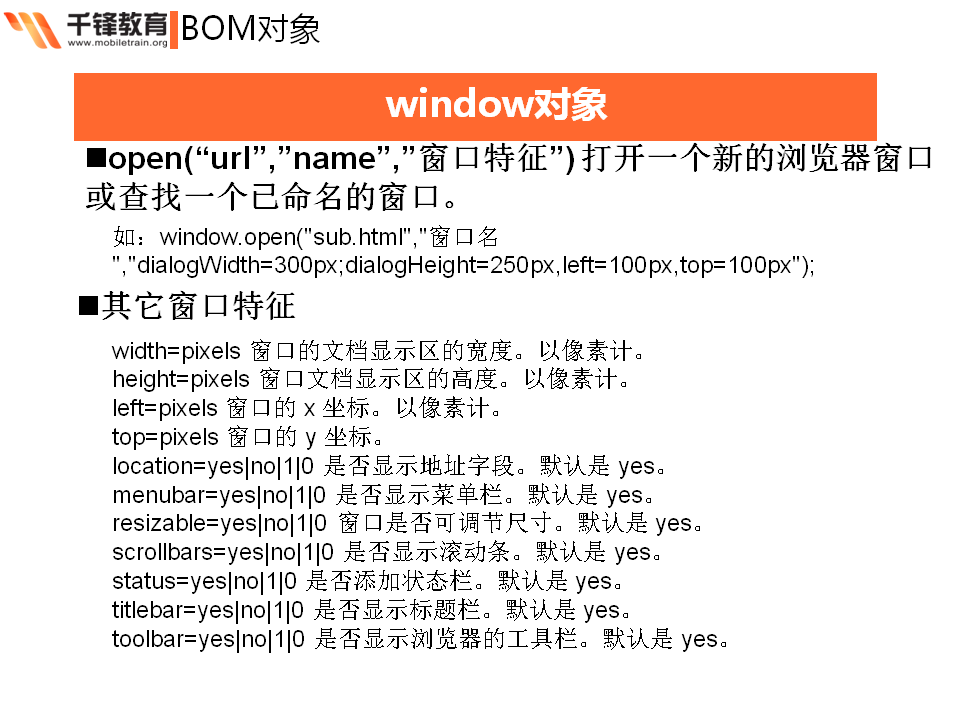 千锋教育
www.mobiletrain.org
BOM对象
window对象
■open(“url”,”name”,”窗口特征”) 打开一个新的浏览器窗口
或查找一个已命名的窗口。
如：window.open("sub.html","窗口名
","dialogWidth=300px;dialogHeight=250px,left=100px,top=100px");
■其它窗口特征
width=pixels 窗口的文档显示区的宽度。以像素计。
height=pixels 窗口文档显示区的高度。以像素计。
left=pixels 窗口的 x 坐标。以像素计。
top=pixels 窗口的 y 坐标。
location=yes|no|1|0 是否显示地址字段。默认是 yes。
menubar=yes|no|1|0 是否显示菜单栏。默认是 yes。
resizable=yes|no|1|0 窗口是否可调节尺寸。默认是 yes。
scrollbars=yes|no|1|0 是否显示滚动条。默认是 yes。
status=yes|no|1|0 是否添加状态栏。默认是 yes。
titlebar=yes|no|1|0 是否显示标题栏。默认是 yes。
toolbar=yes|no|1|0 是否显示浏览器的工具栏。默认是 yes。